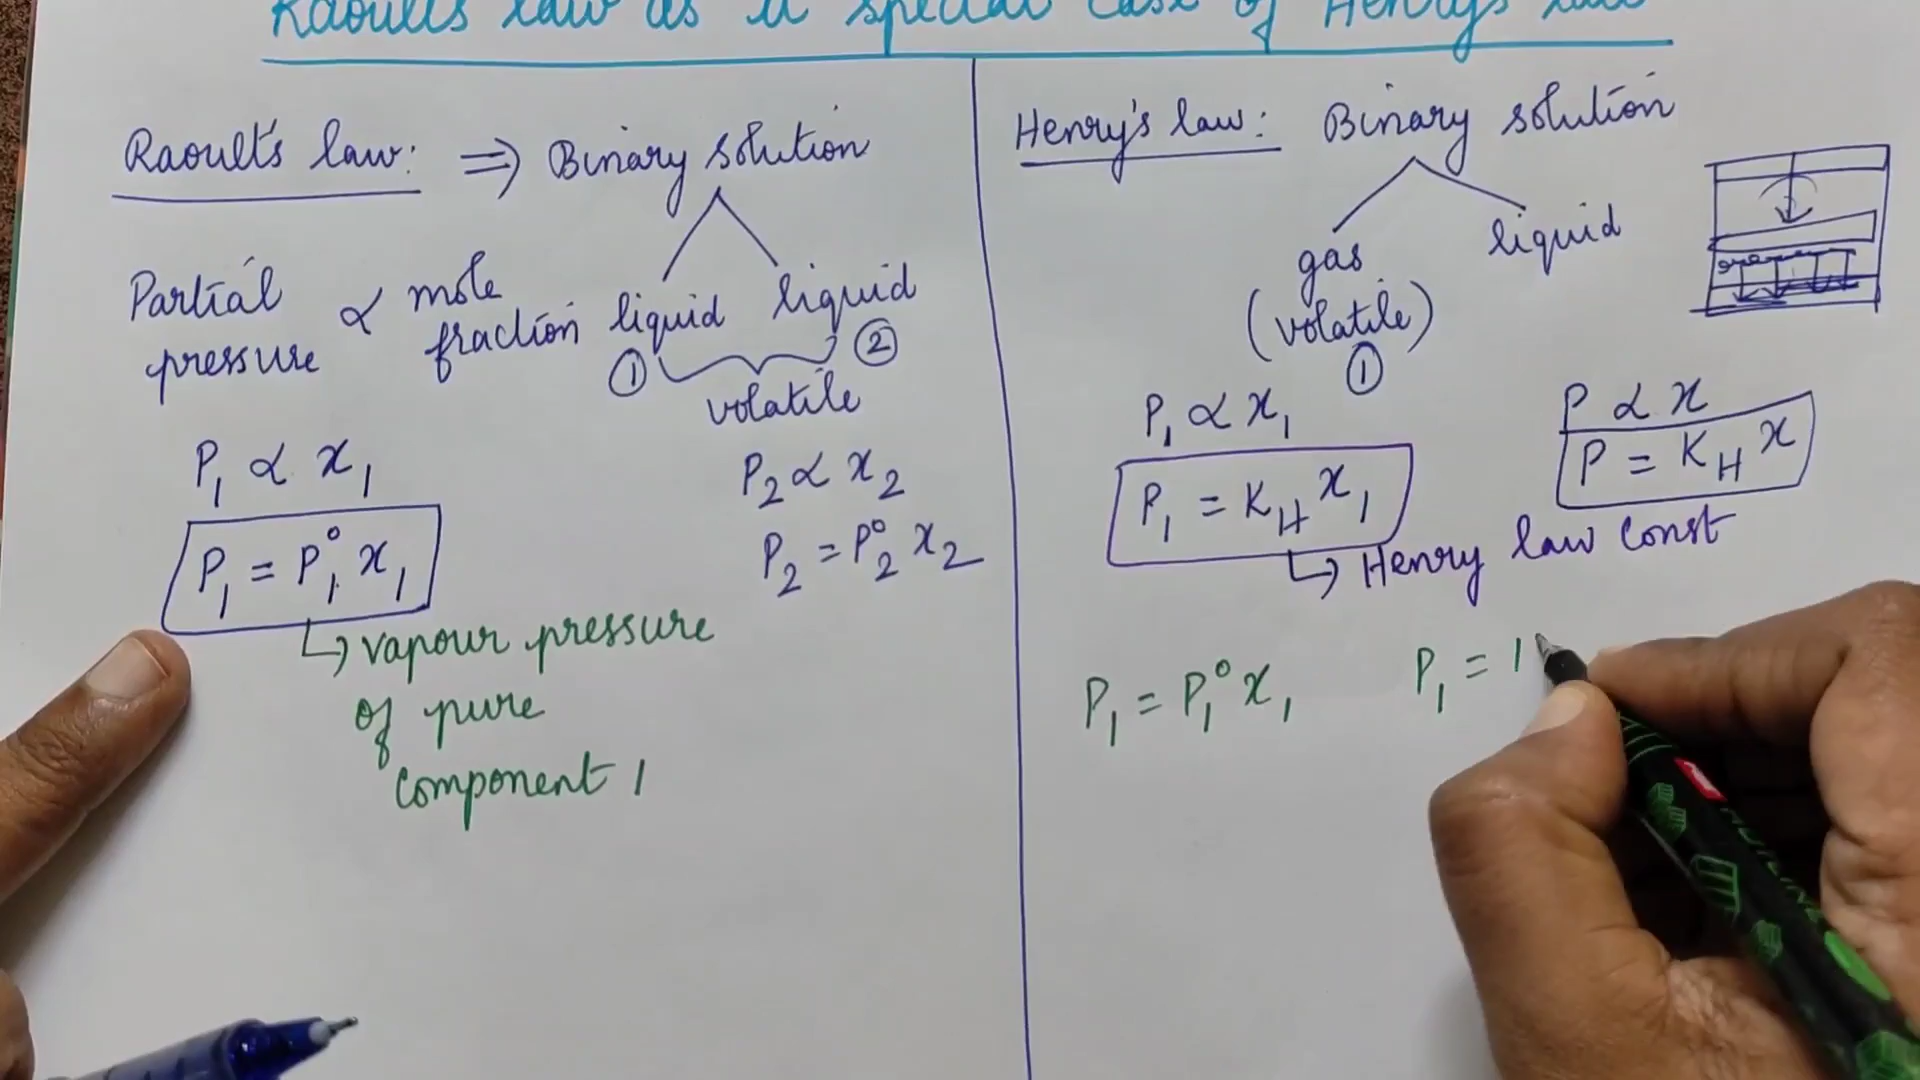 Raoult's law as a special case of Henry's law
Raoult's law: ⇒ Binary solution
liquid liquid
① ②
volatile
Partial pressure ∝ mole fraction
P₁ ∝ x₁
P₁ = P₁° x₁
↳ vapour pressure
of pure
component 1
P₂ ∝ x₂
P₂ = P₂° x₂
Henry's law: Binary solution
gas liquid
(volatile)
①
P₁ ∝ x₁
P₁ = K_H x₁
↳ Henry law const
P ∝ x
P = K_H x
P₁ = P₁° x₁
P₁ =